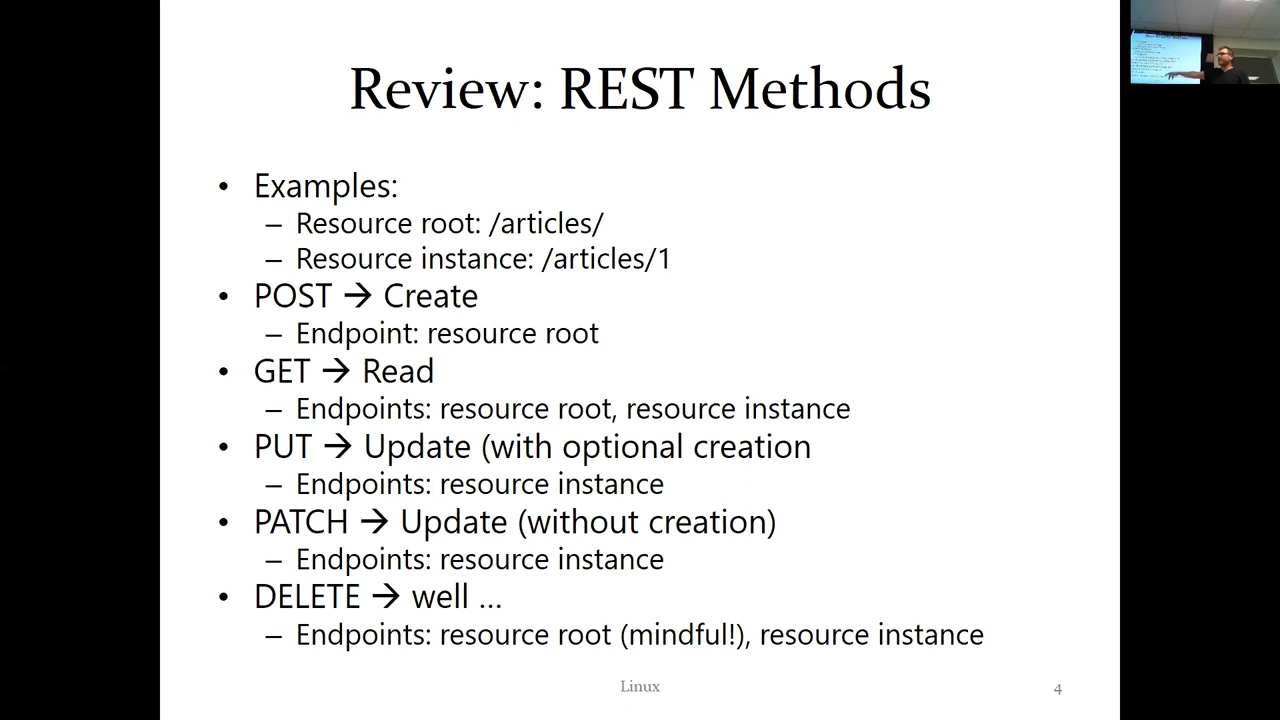 Review: REST Methods
• Examples:
– Resource root: /articles/
– Resource instance: /articles/1
• POST → Create
– Endpoint: resource root
• GET → Read
– Endpoints: resource root, resource instance
• PUT → Update (with optional creation
– Endpoints: resource instance
• PATCH → Update (without creation)
– Endpoints: resource instance
• DELETE → well ...
– Endpoints: resource root (mindful!), resource instance
Linux
4